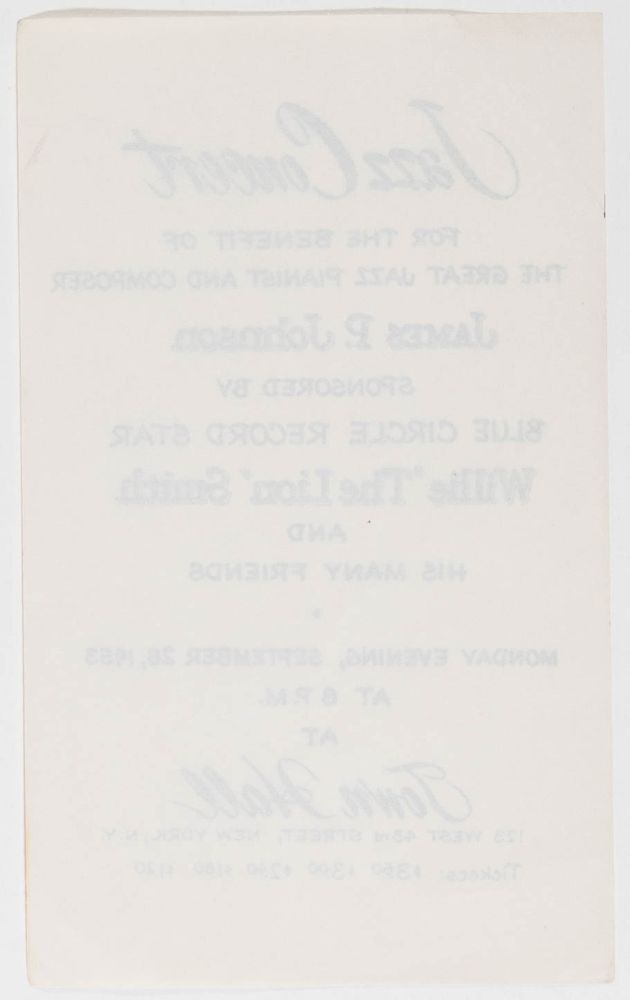 Jazz Concert
FOR THE BENEFIT OF
THE GREAT JAZZ PIANIST AND COMPOSER
JAMES P. Johnson
SPONSORED BY
BLUE CIRCLE RECORD STAR
Willie "The Lion" Smith
AND
HIS MANY FRIENDS
•
MONDAY EVENING, SEPTEMBER 28, 1953
AT 8 P.M.
AT
Town Hall
123 WEST 43rd STREET, NEW YORK, N.Y.
Tickets: $3.60 $3.00 $2.40 $1.80 $1.20